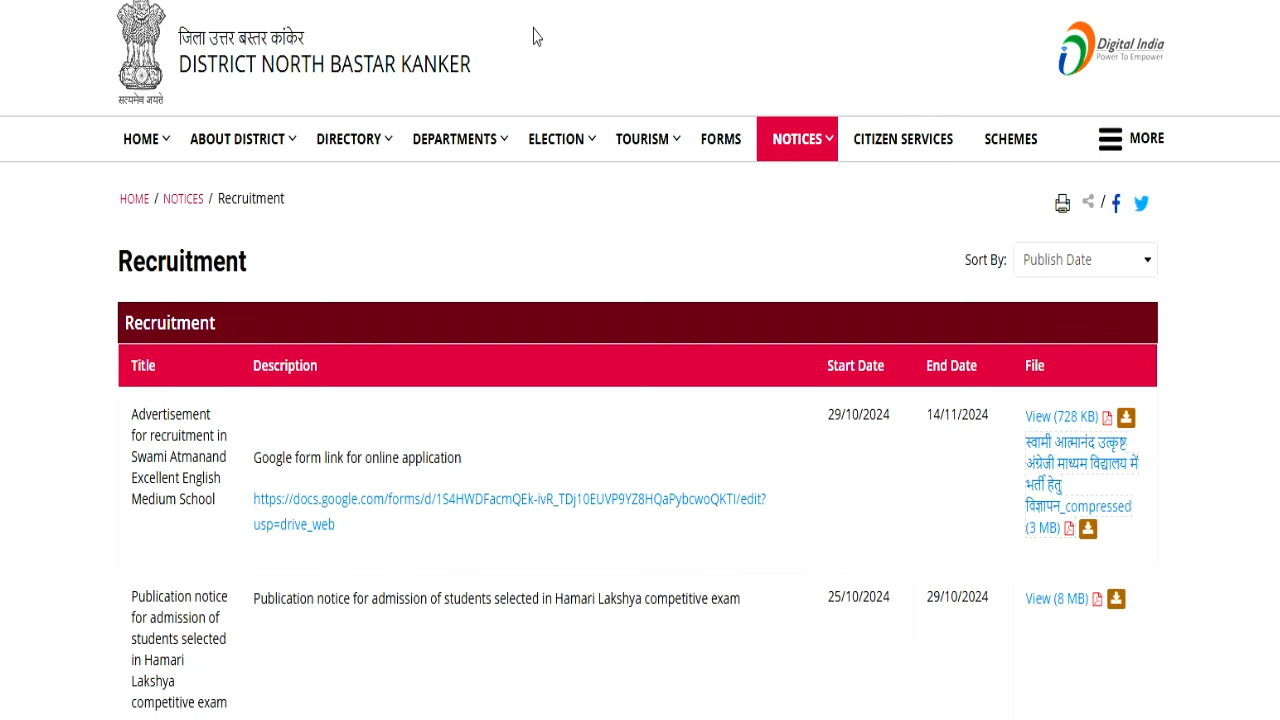 जिला उत्तर बस्तर कांकेर
DISTRICT NORTH BASTAR KANKER
सत्यमेव जयते
Digital India
Power To Empower
HOME ABOUT DISTRICT DIRECTORY DEPARTMENTS ELECTION TOURISM FORMS NOTICES CITIZEN SERVICES SCHEMES MORE
HOME / NOTICES / Recruitment
/
Recruitment
Sort By: Publish Date
Recruitment
Title Description Start Date End Date File
Advertisement
for recruitment in
Swami Atmanand
Excellent English
Medium School
Google form link for online application
https://docs.google.com/forms/d/1S4HWDFacmQEk-ivR_TDj10EUVP9YZ8HQaPybcwoQKTI/edit?
usp=drive_web
29/10/2024
14/11/2024
View (728 KB)
स्वामी आत्मानंद उत्कृष्ट
अंग्रेजी माध्यम विद्यालय में
भर्ती हेतु
विज्ञापन_compressed
(3 MB)
Publication notice
for admission of
students selected
in Hamari
Lakshya
competitive exam
Publication notice for admission of students selected in Hamari Lakshya competitive exam
25/10/2024
29/10/2024
View (8 MB)